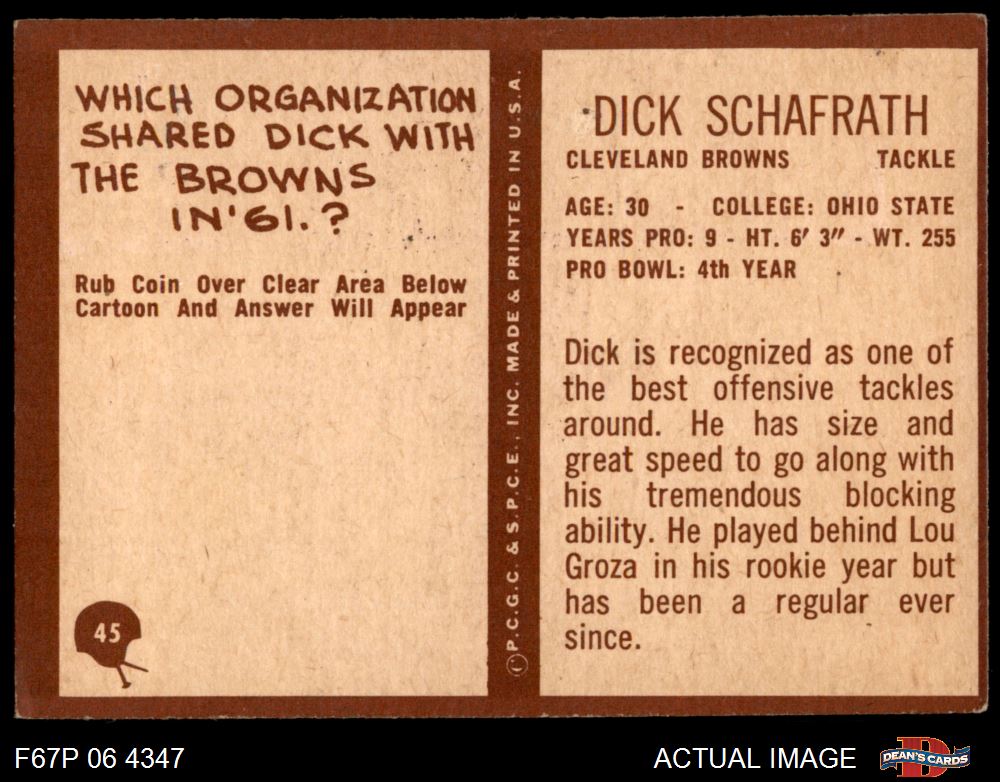 WHICH ORGANIZATION
SHARED DICK WITH
THE BROWNS
IN '61.?
Rub Coin Over Clear Area Below
Cartoon And Answer Will Appear
45
©P.C.G.C. & S.P.C.E., INC. MADE & PRINTED IN U.S.A.
DICK SCHAFRATH
CLEVELAND BROWNS TACKLE
AGE: 30 - COLLEGE: OHIO STATE
YEARS PRO: 9 - HT. 6' 3" - WT. 255
PRO BOWL: 4th YEAR
Dick is recognized as one of
the best offensive tackles
around. He has size and
great speed to go along with
his tremendous blocking
ability. He played behind Lou
Groza in his rookie year but
has been a regular ever
since.
F67P 06 4347
ACTUAL IMAGE
DEAN'S CARDS